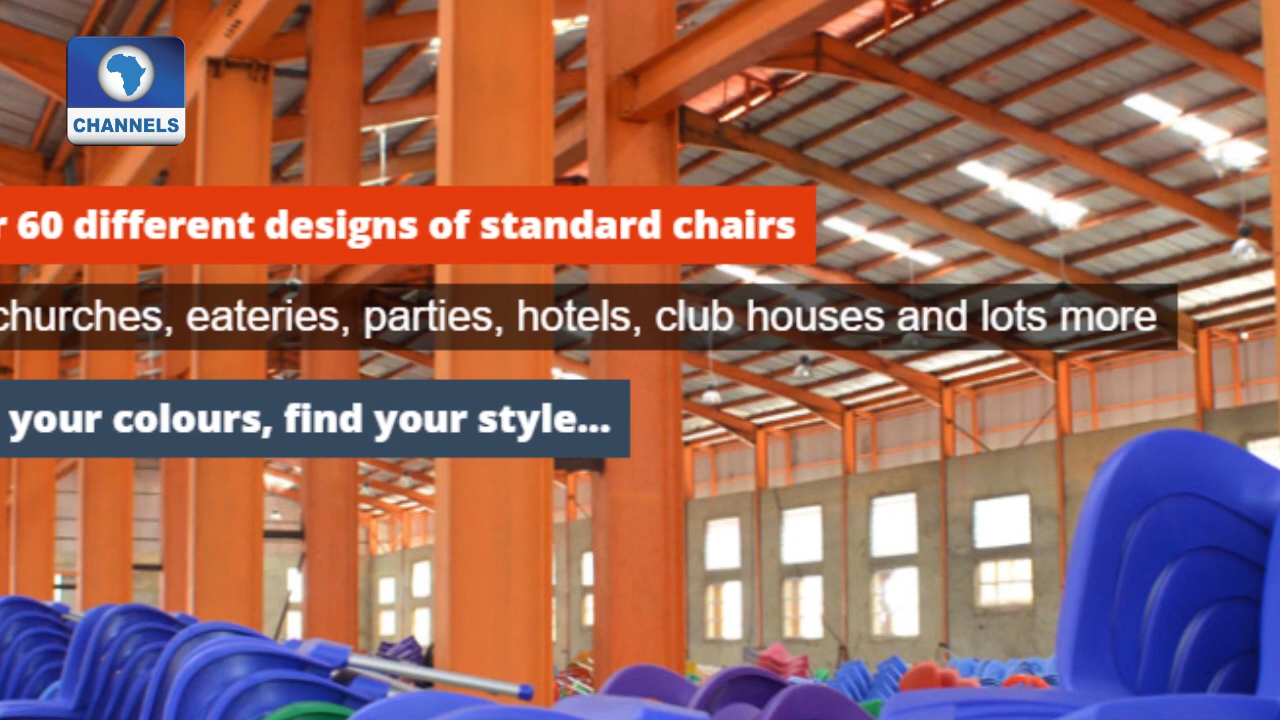 CHANNELS
60 different designs of standard chairs
churches, eateries, parties, hotels, club houses and lots more
your colours, find your style...